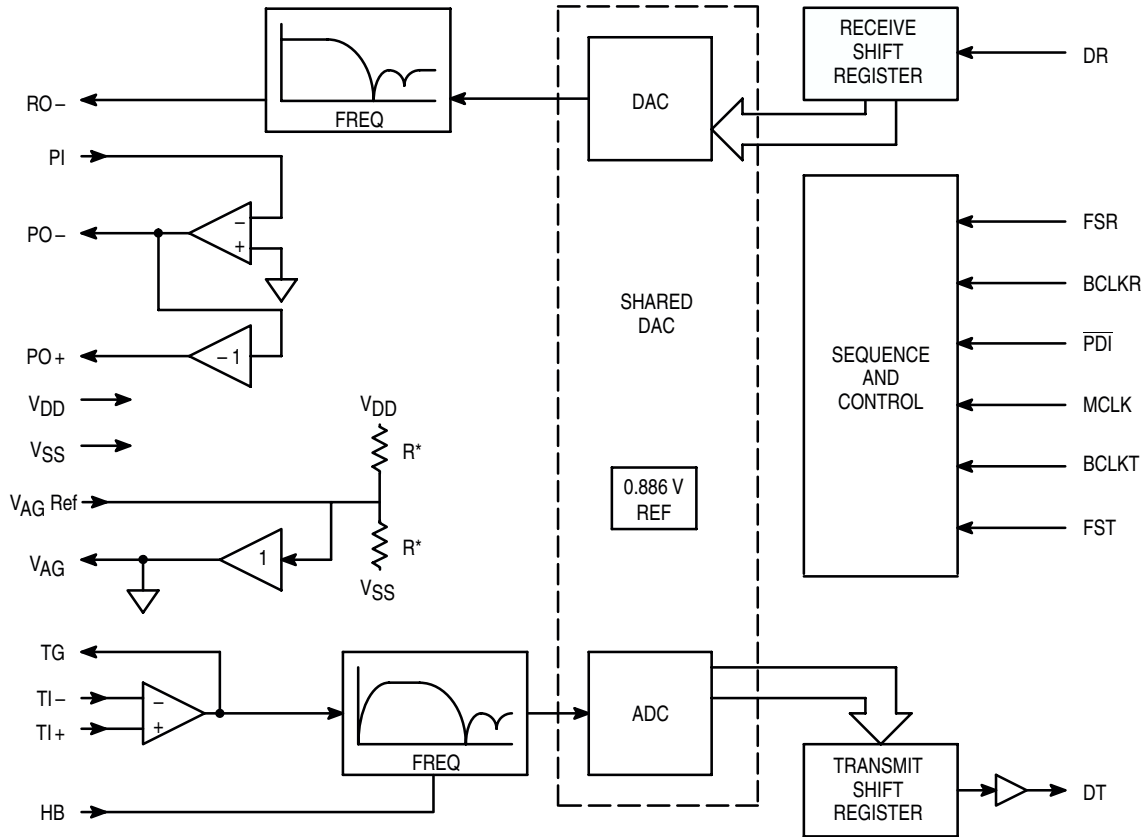 RO−
PI
PO−
PO+
VDD
VSS
VAG Ref
VAG
TG
TI−
TI+
HB
FREQ
−
+
−1
VDD
R*
R*
VSS
1
−
+
FREQ
DAC
SHARED
DAC
0.886 V
REF
ADC
RECEIVE
SHIFT
REGISTER
SEQUENCE
AND
CONTROL
TRANSMIT
SHIFT
REGISTER
DR
FSR
BCLKR
P̅D̅I̅
MCLK
BCLKT
FST
DT